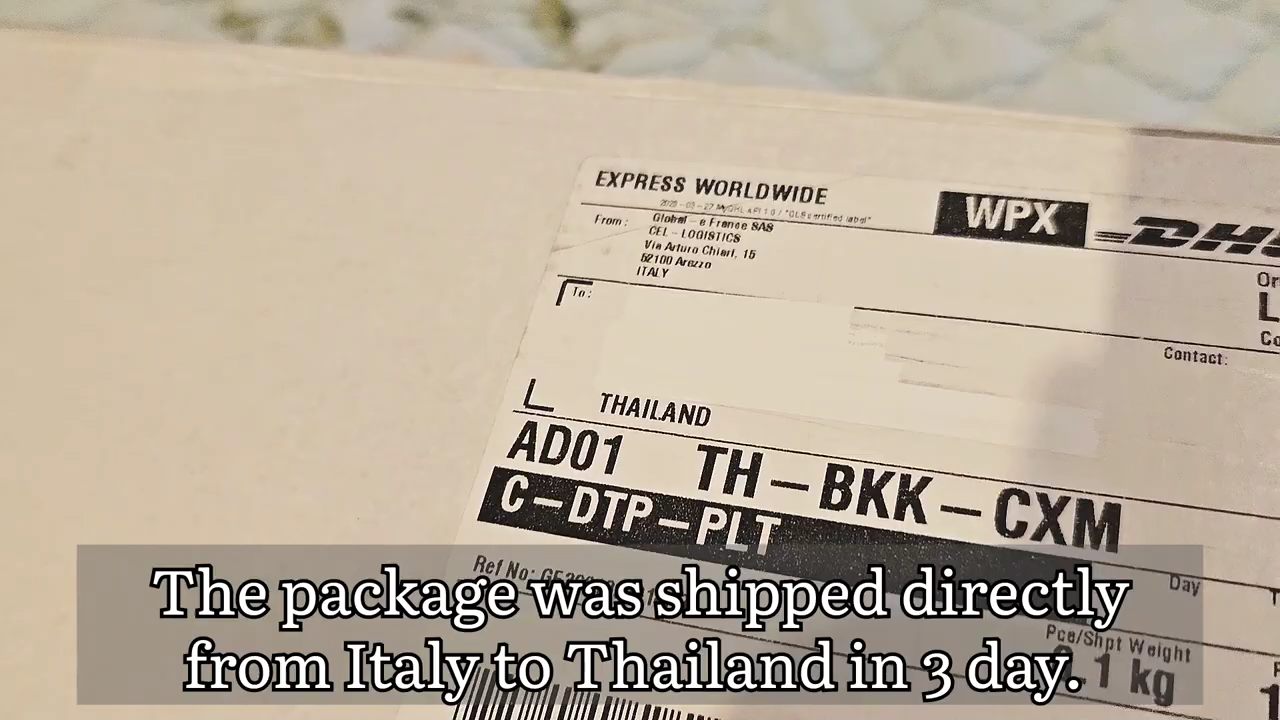 EXPRESS WORLDWIDE
WPX
From:
Global-e France SAS
CEL-LOGISTICS
Via Arturo Chiari, 15
52100 Arezzo
ITALY
To:
Contact:
THAILAND
AD01 TH-BKK-CXM
C-DTP-PLT
Ref No:
Day
Pce/Shpt Weight
The package was shipped directly
from Italy to Thailand in 3 day.